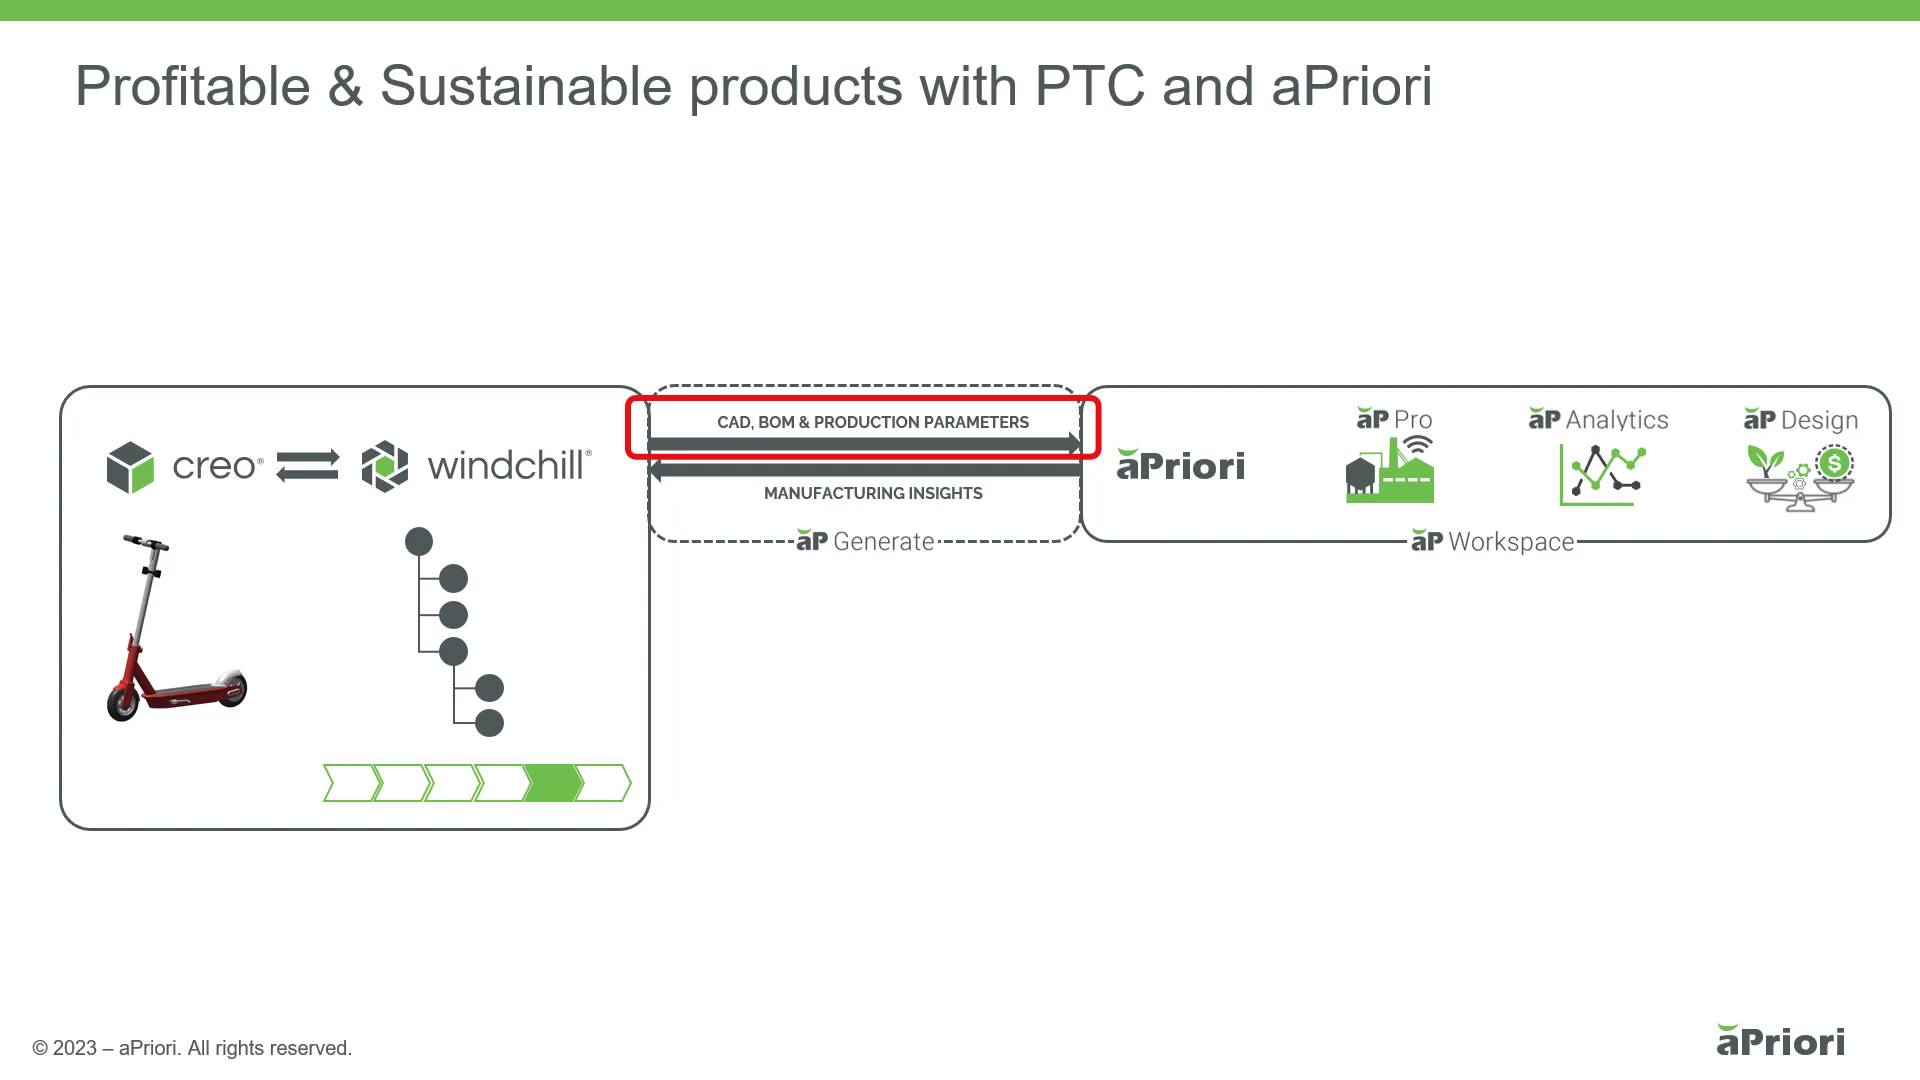 Profitable & Sustainable products with PTC and aPriori
CAD, BOM & PRODUCTION PARAMETERS
creo®
windchill®
MANUFACTURING INSIGHTS
aP Generate
aPriori
aP Pro
aP Analytics
aP Design
$
aP Workspace
© 2023 – aPriori. All rights reserved.
aPriori